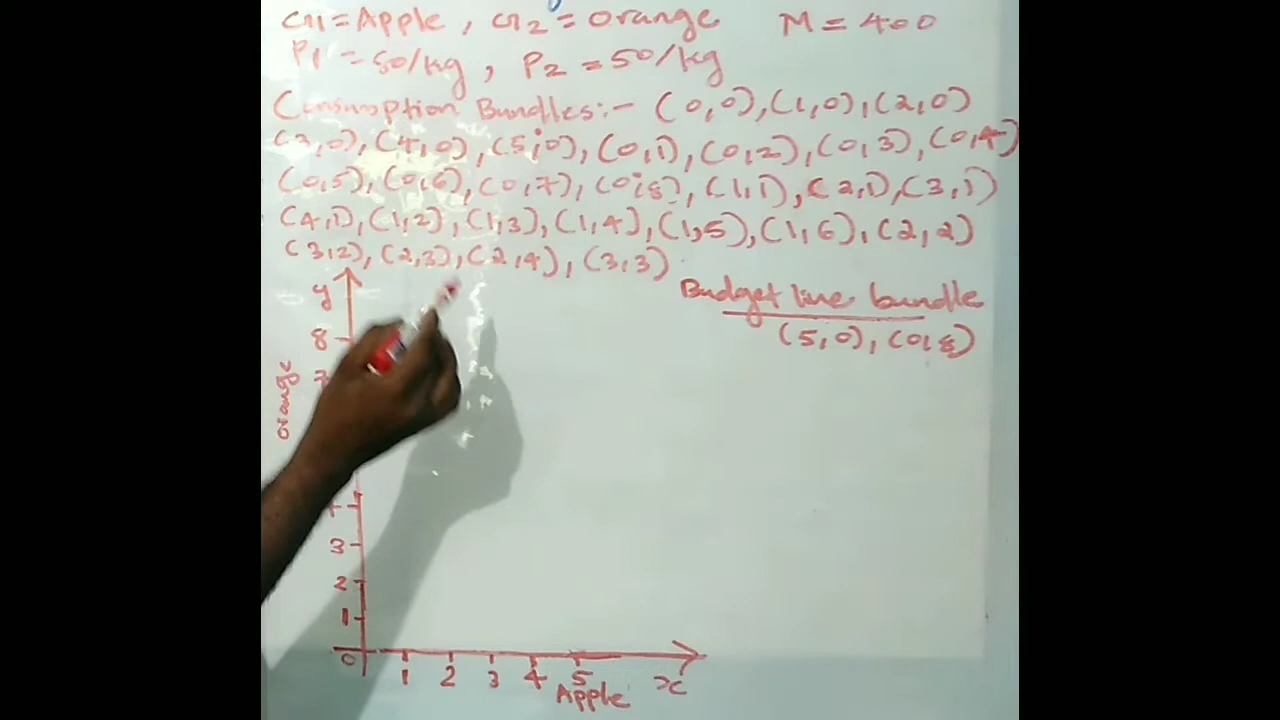 G1 = Apple, G2 = Orange M = 400
P1 = 80/kg, P2 = 50/kg
Consumption Bundles:- (0,0), (1,0), (2,0)
(3,0), (4,0), (5,0), (0,1), (0,2), (0,3), (0,4)
(0,5), (0,6), (0,7), (0,8), (1,1), (2,1), (3,1)
(4,1), (1,2), (1,3), (1,4), (1,5), (1,6), (2,2)
(3,2), (2,3), (2,4), (3,3)
Budget line bundle
(5,0), (0,8)
y
8
7
orange
4
3
2
1
0
1 2 3 4 5 x
Apple